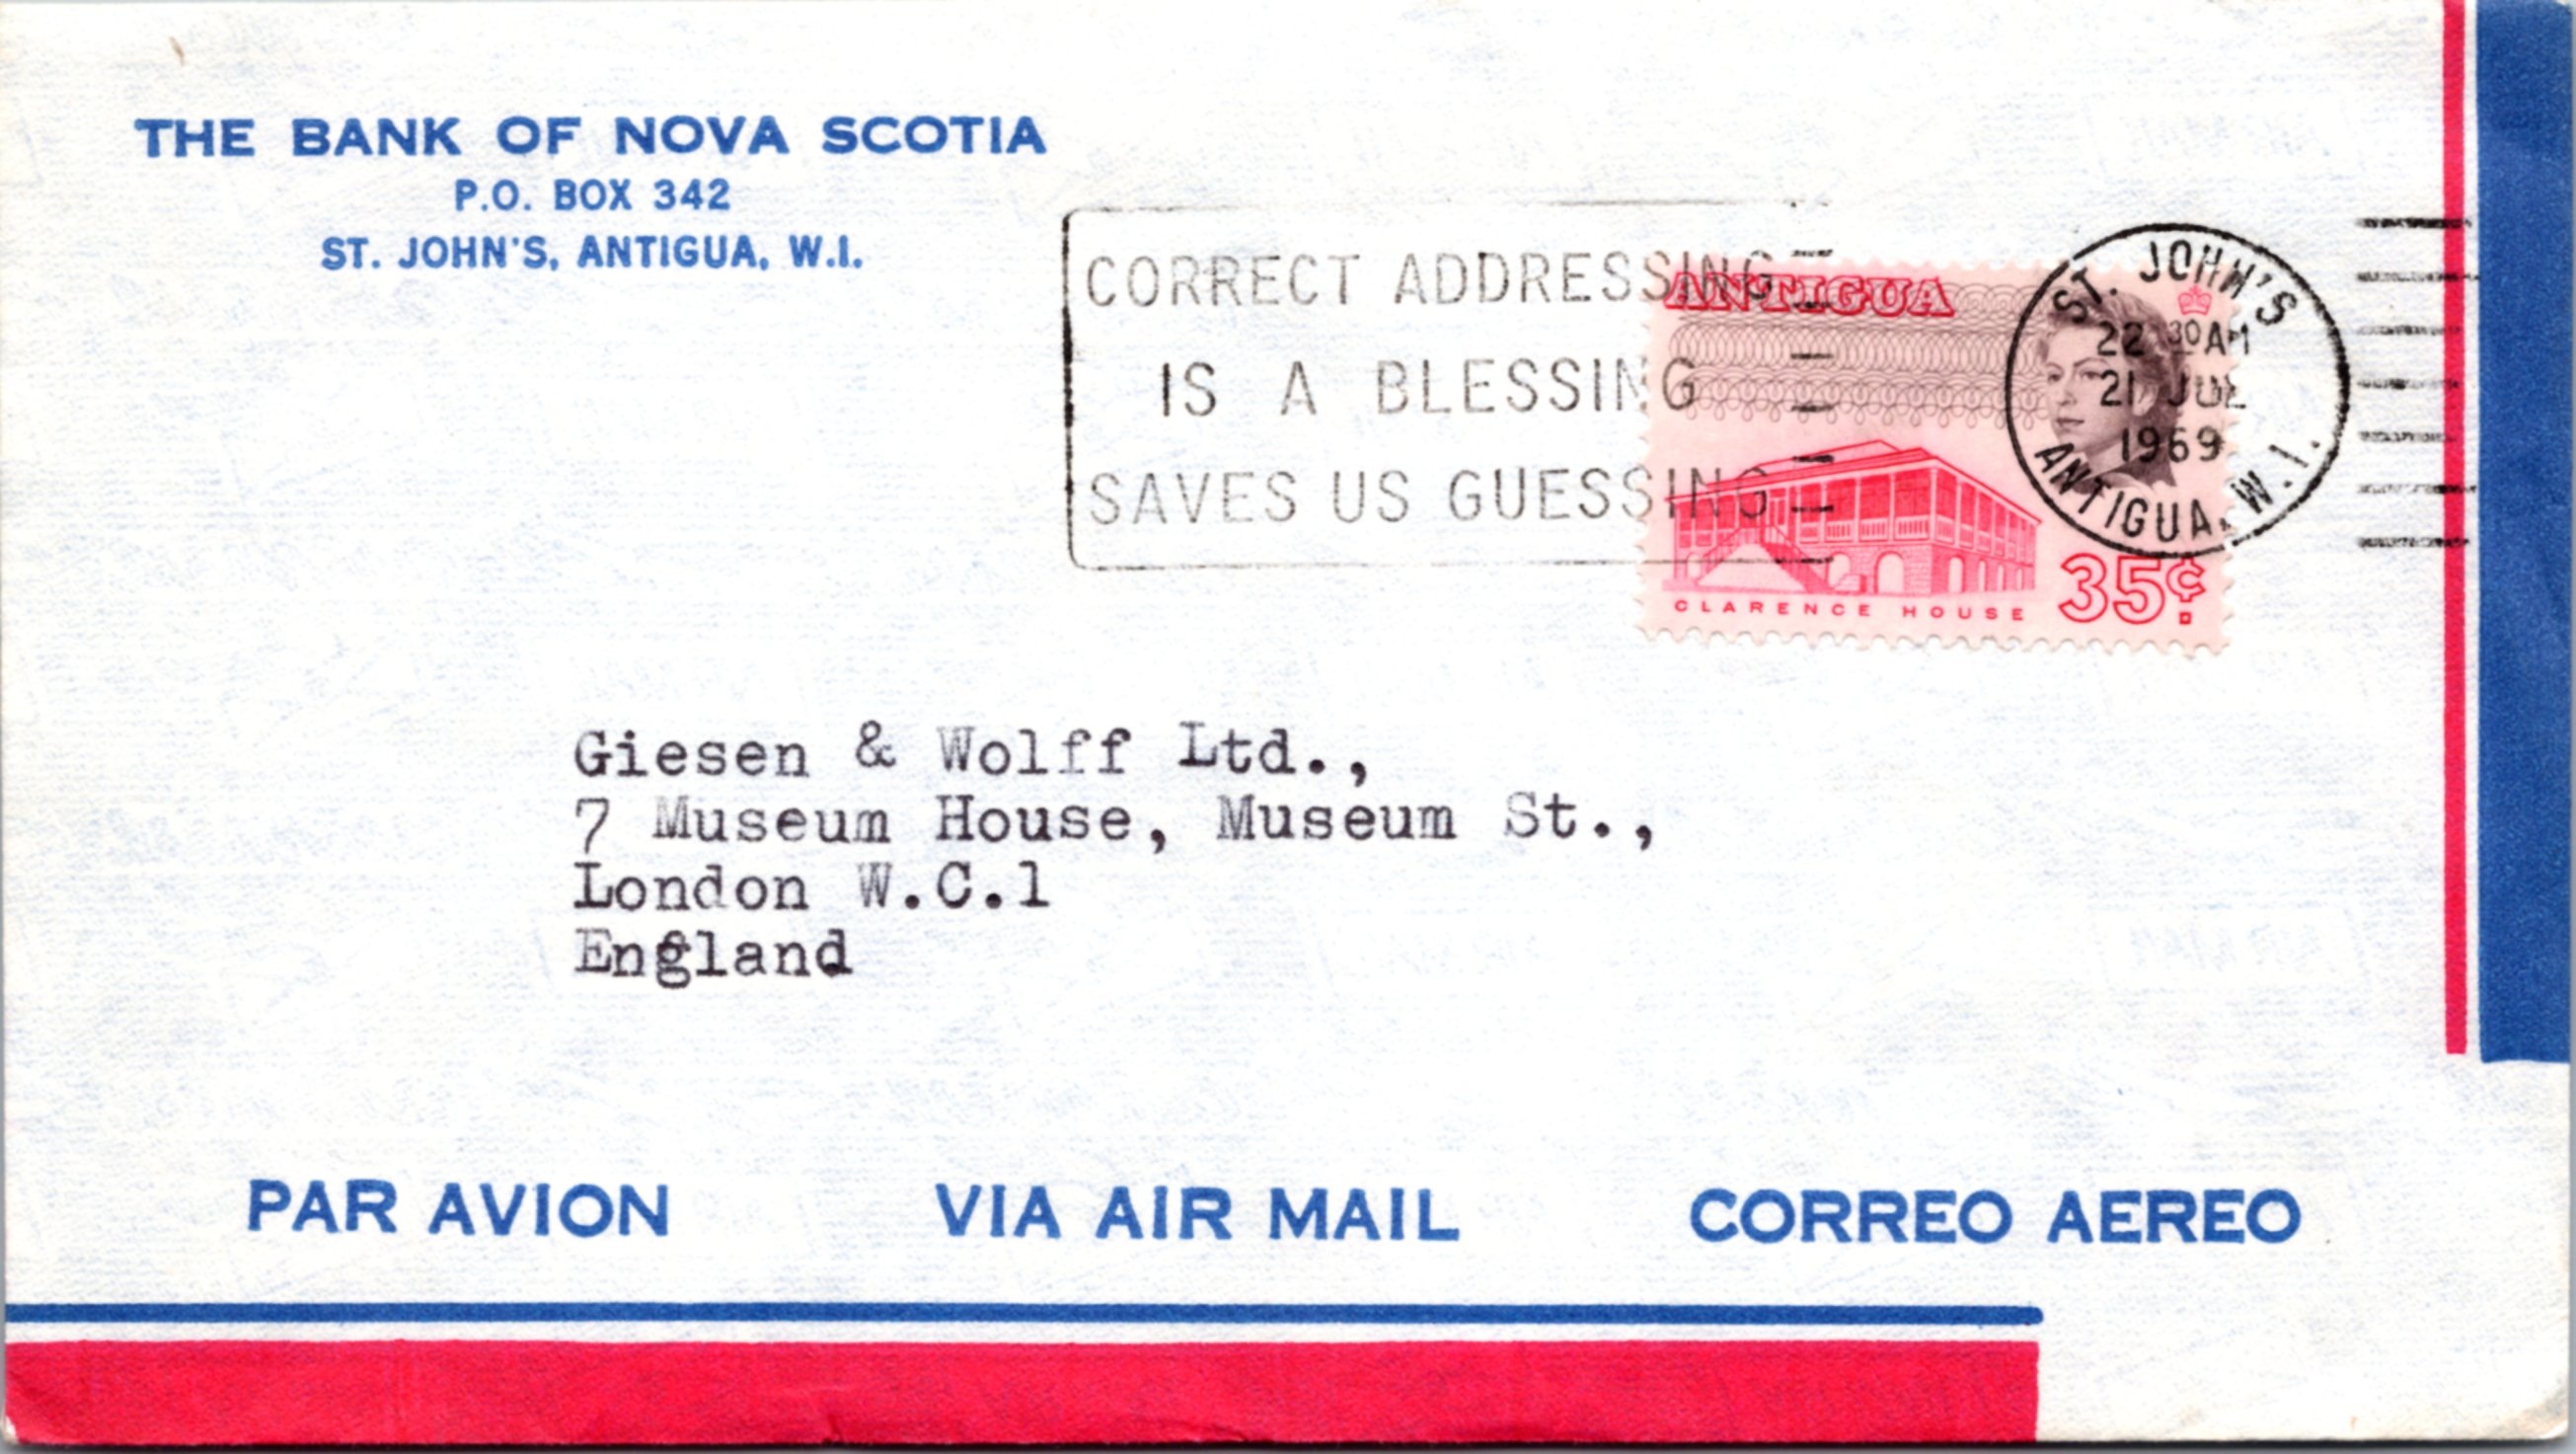 THE BANK OF NOVA SCOTIA
P.O. BOX 342
ST. JOHN'S, ANTIGUA, W.I.
CORRECT ADDRESSING
IS A BLESSING
SAVES US GUESSING
ANTIGUA
CLARENCE HOUSE
35¢.
ST. JOHN'S
22 30 AM
21 JUL
1969
ANTIGUA, W.I.
Giesen & Wolff Ltd.,
7 Museum House, Museum St.,
London W.C.1
England
PAR AVION VIA AIR MAIL CORREO AEREO